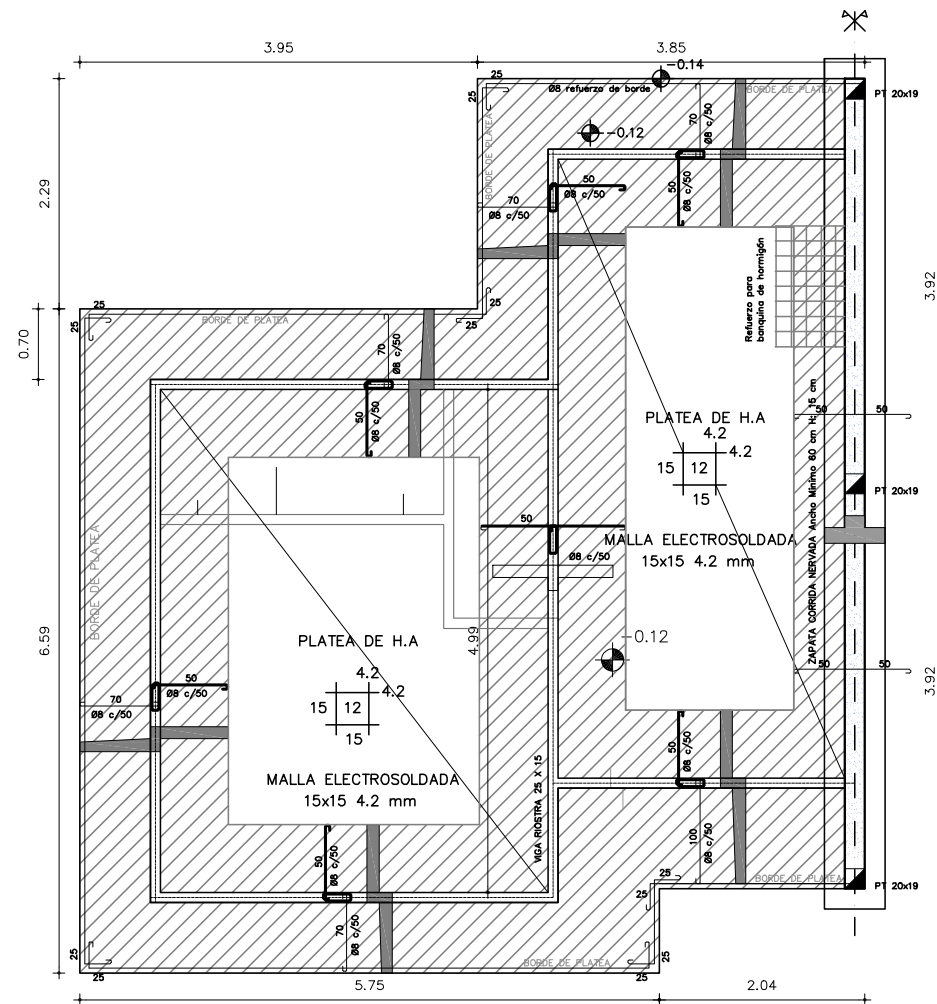 3.95
3.85
-0.14
25
25
Ø8 refuerzo de borde
BORDE DE PLATEA
PT 20x19
BORDE DE PLATEA
70
Ø8 c/50
-0.12
2.29
50
Ø8 c/50
50
Ø8 c/50
70
Ø8 c/50
Refuerzo para
banquina de hormigón
3.92
25
25
BORDE DE PLATEA
25
25
0.70
70
Ø8 c/50
50
Ø8 c/50
50
50
PLATEA DE H.A
4.2
4.2
15
12
15
ZAPATA CORRIDA NERVADA Ancho Minimo 60 cm H: 15 cm
PT 20x19
50
MALLA ELECTROSOLDADA
15x15 4.2 mm
Ø8 c/50
BORDE DE PLATEA
6.59
4.99
-0.12
PLATEA DE H.A
4.2
4.2
15
12
15
50
Ø8 c/50
70
Ø8 c/50
50
50
3.92
MALLA ELECTROSOLDADA
15x15 4.2 mm
VIGA RIOSTRA 25 X 15
50
Ø8 c/50
100
Ø8 c/50
50
Ø8 c/50
70
Ø8 c/50
25
25
BORDE DE PLATEA
PT 20x19
25
25
BORDE DE PLATEA
25
25
5.75
2.04